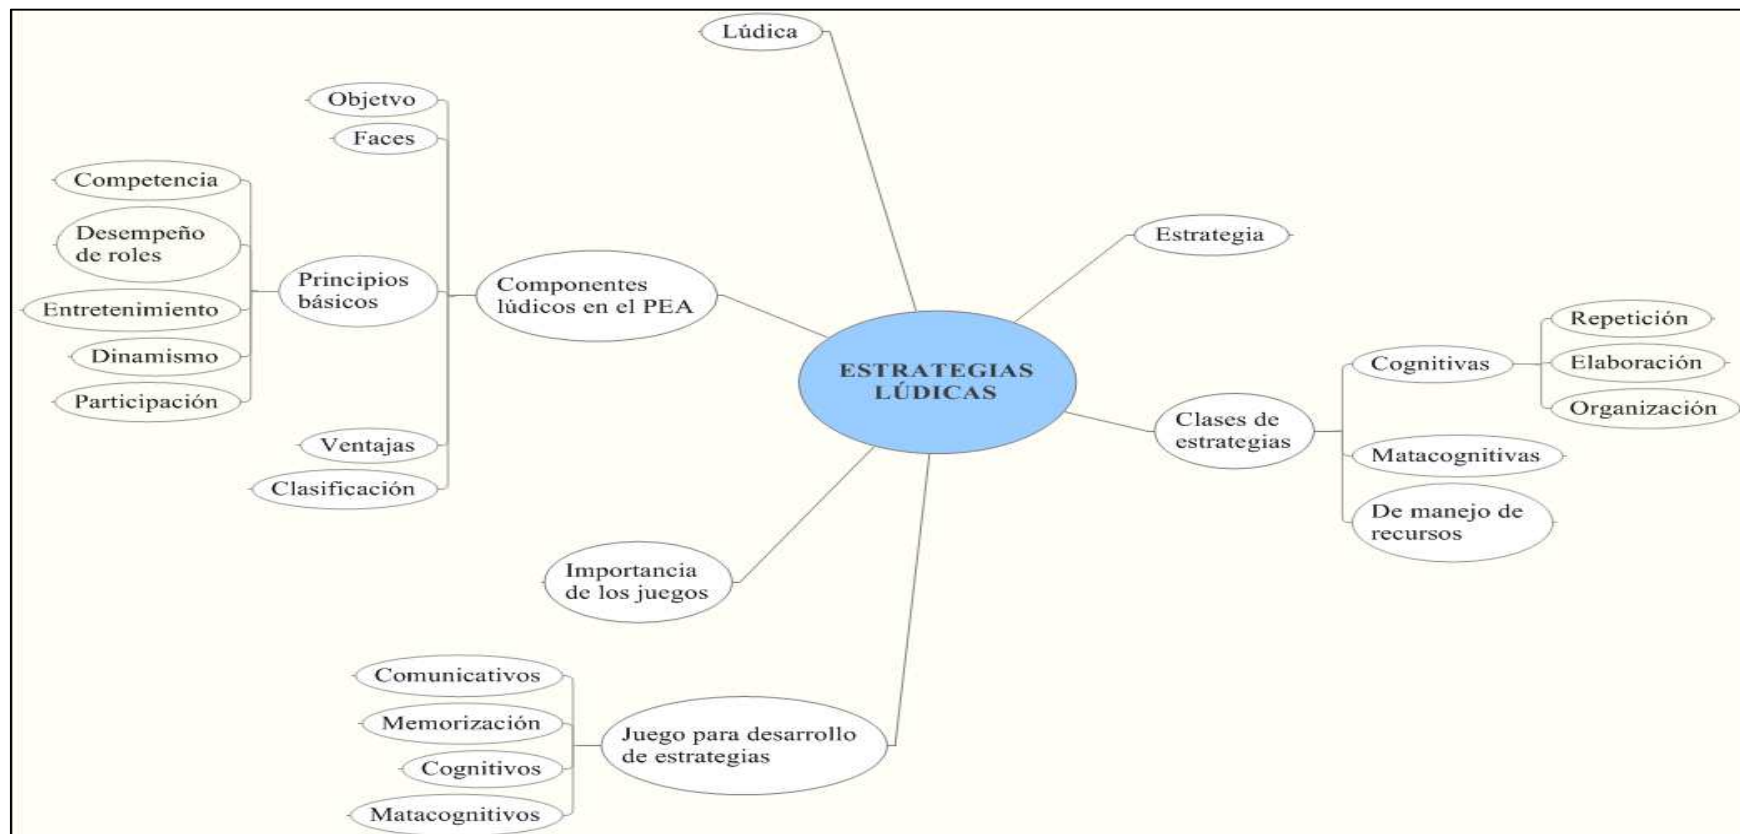 Lúdica
Objetvo
Faces
Competencia
Desempeño
de roles
Entretenimiento
Dinamismo
Participación
Principios
básicos
Ventajas
Clasificación
Componentes
lúdicos en el PEA
ESTRATEGIAS
LÚDICAS
Estrategia
Clases de
estrategias
Cognitivas
Repetición
Elaboración
Organización
Matacognitivas
De manejo de
recursos
Importancia
de los juegos
Juego para desarrollo
de estrategias
Comunicativos
Memorización
Cognitivos
Matacognitivos